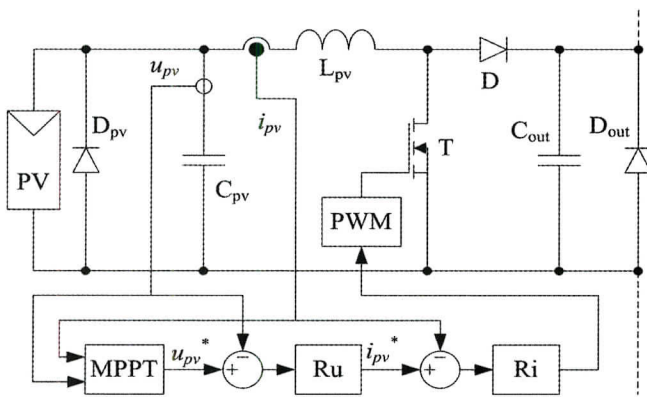 u_pv
L_pv
D
i_pv
D_pv
C_out
D_out
T
PV
C_pv
PWM
u_pv*
i_pv*
MPPT
+
−
Ru
+
−
Ri